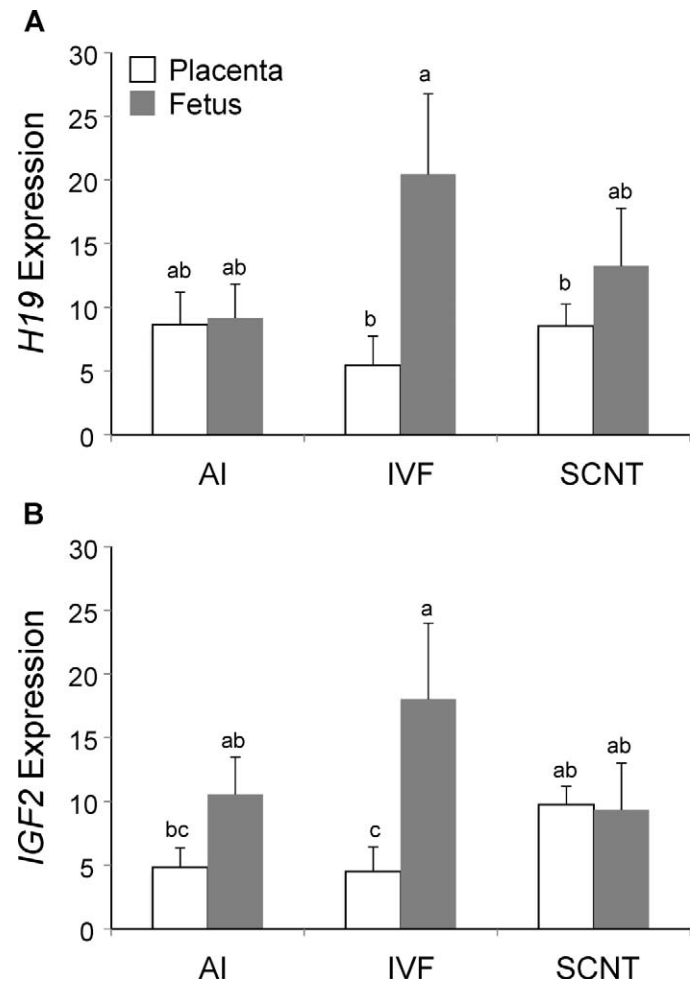 A
30
25
20
15
10
5
0
H19 Expression
Placenta
Fetus
ab
ab
b
a
b
ab
AI
IVF
SCNT
B
30
25
20
15
10
5
0
IGF2 Expression
bc
ab
c
a
ab
ab
AI
IVF
SCNT